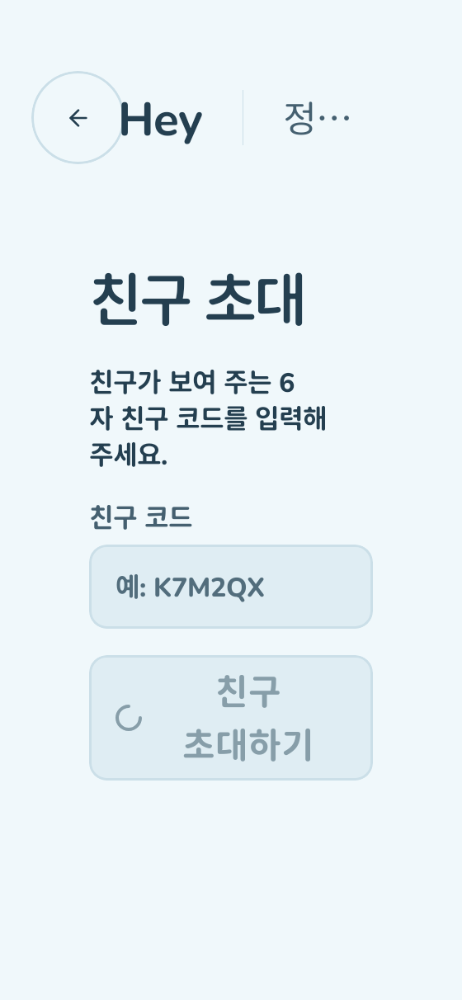 Hey
정…
친구 초대
친구가 보여 주는 6
자 친구 코드를 입력해
주세요.
친구 코드
예: K7M2QX
친구
초대하기